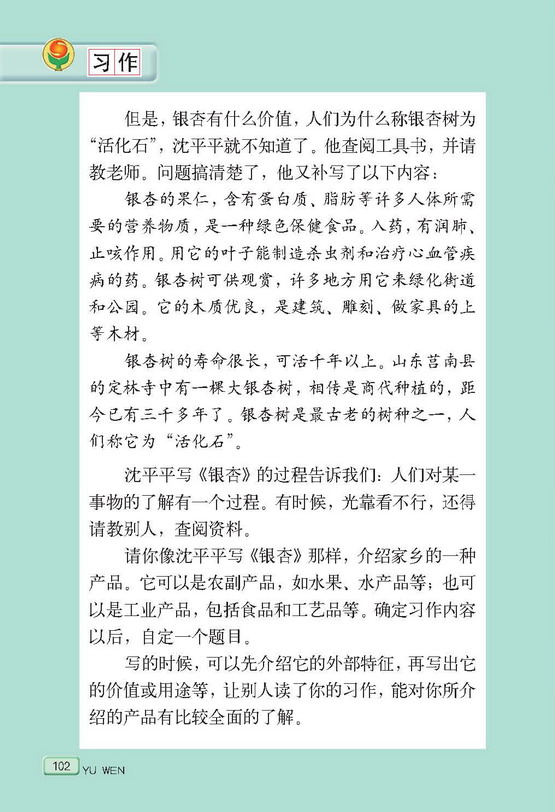 习作
但是，银杏有什么价值，人们为什么称银杏树为
“活化石”，沈平平就不知道了。他查阅工具书，并请
教老师。问题搞清楚了，他又补写了以下内容：
银杏的果仁，含有蛋白质、脂肪等许多人体所需
要的营养物质，是一种绿色保健食品。入药，有润肺、
止咳作用。用它的叶子能制造杀虫剂和治疗心血管疾
病的药。银杏树可供观赏，许多地方用它来绿化街道
和公园。它的木质优良，是建筑、雕刻、做家具的上
等木材。
银杏树的寿命很长，可活千年以上。山东莒南县
的定林寺中有一棵大银杏树，相传是商代种植的，距
今已有三千多年了。银杏树是最古老的树种之一，人
们称它为“活化石”。
沈平平写《银杏》的过程告诉我们：人们对某一
事物的了解有一个过程。有时候，光靠看不行，还得
请教别人，查阅资料。
请你像沈平平写《银杏》那样，介绍家乡的一种
产品。它可以是农副产品，如水果、水产品等；也可
以是工业产品，包括食品和工艺品等。确定习作内容
以后，自定一个题目。
写的时候，可以先介绍它的外部特征，再写出它
的价值或用途等，让别人读了你的习作，能对你所介
绍的产品有比较全面的了解。
102 YU WEN